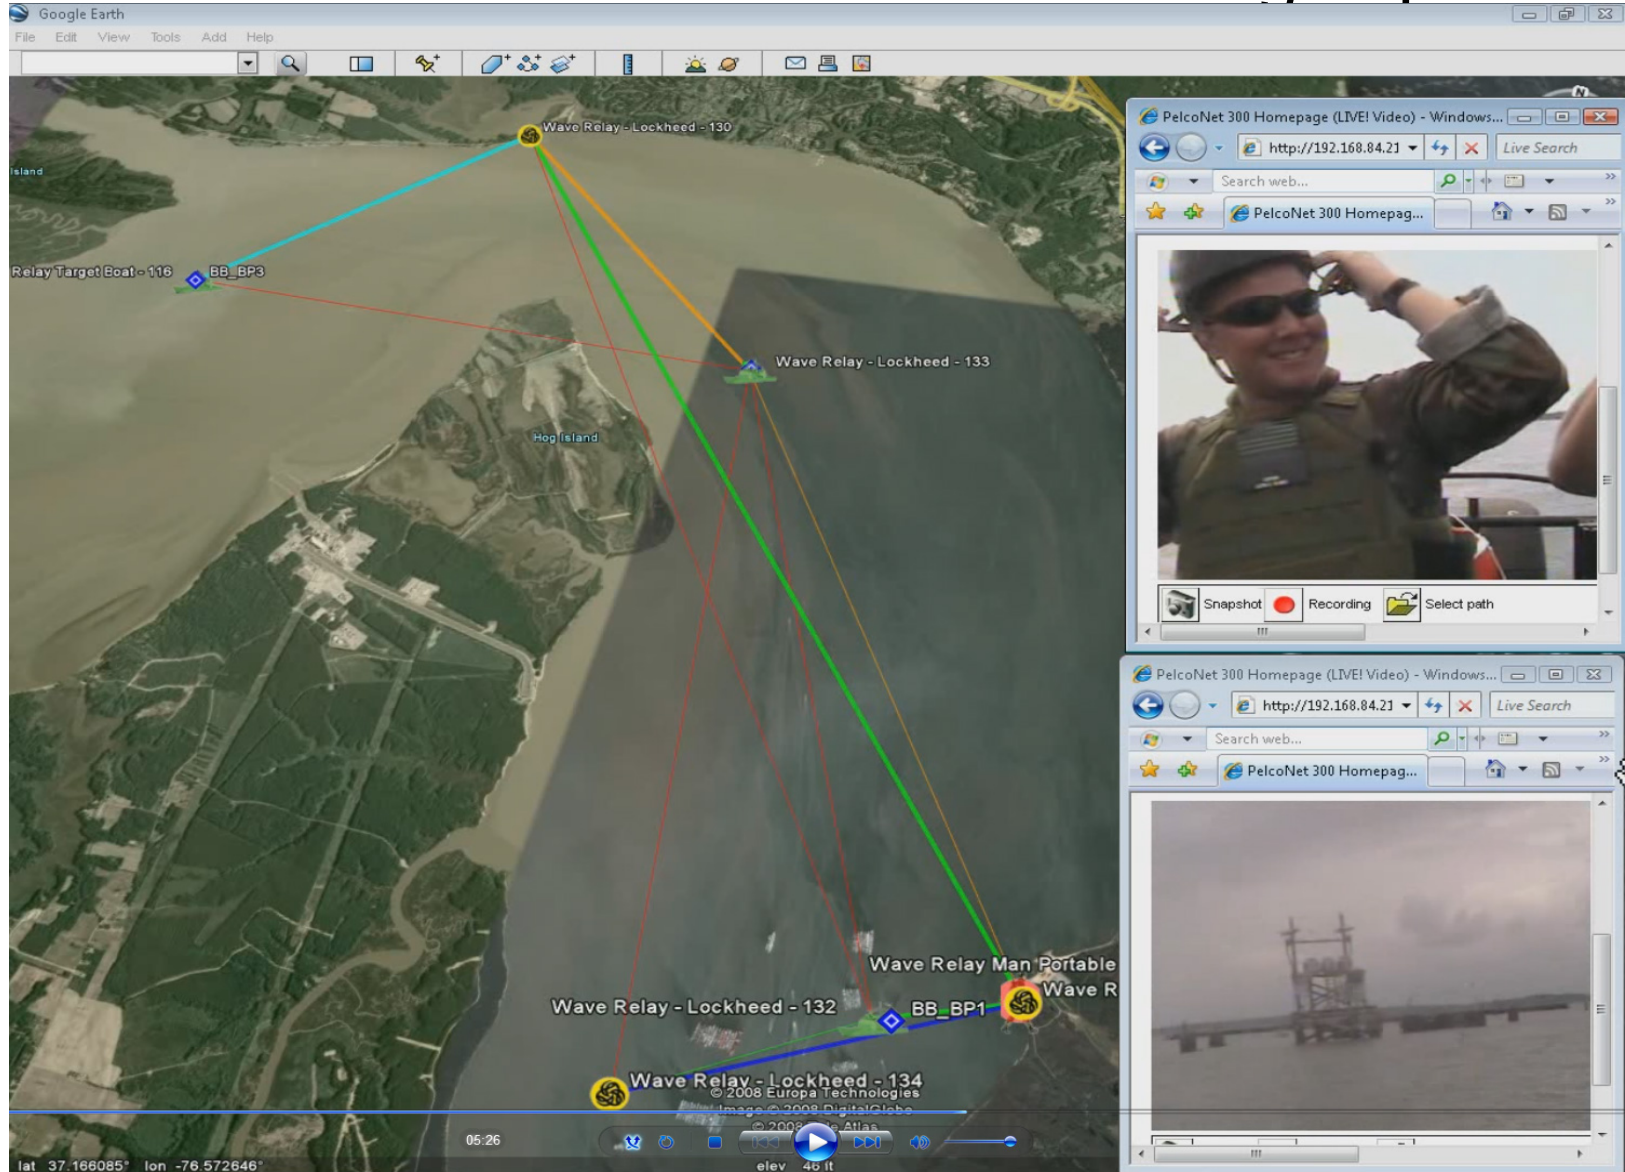 Google Earth
File Edit View Tools Add Help
Wave Relay - Lockheed - 130
Island
Relay Target Boat - 116
BB_BP3
Wave Relay - Lockheed - 133
Hog Island
Wave Relay Man Portable
Wave R
Wave Relay - Lockheed - 132
BB_BP1
Wave Relay - Lockheed - 134
© 2008 Europa Technologies
Image © 2008 DigitalGlobe
© 2008 Tele Atlas
05:26
lat 37.166085° lon -76.572646°
elev 46 ft
PelcoNet 300 Homepage (LIVE! Video) - Windows...
http://192.168.84.21
Live Search
Search web...
PelcoNet 300 Homepag...
Snapshot Recording Select path
PelcoNet 300 Homepage (LIVE! Video) - Windows...
http://192.168.84.21
Live Search
Search web...
PelcoNet 300 Homepag...